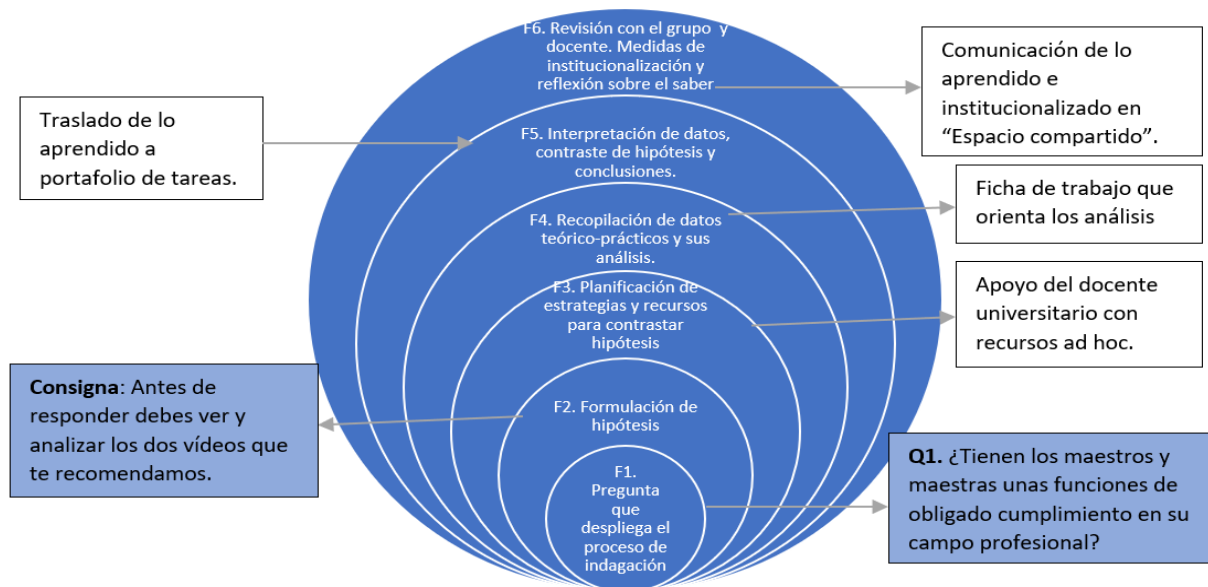 F6. Revisión con el grupo y
docente. Medidas de
institucionalización y
reflexión sobre el saber
Comunicación de lo
aprendido e
institucionalizado en
“Espacio compartido”.
Traslado de lo
aprendido a
portafolio de tareas.
F5. Interpretación de datos,
contraste de hipótesis y
conclusiones.
Ficha de trabajo que
orienta los análisis
F4. Recopilación de datos
teórico-prácticos y sus
análisis.
F3. Planificación de
estrategias y recursos
para contrastar
hipótesis
Apoyo del docente
universitario con
recursos ad hoc.
Consigna: Antes de
responder debes ver y
analizar los dos vídeos que
te recomendamos.
F2. Formulación de
hipótesis
Q1. ¿Tienen los maestros y
maestras unas funciones de
obligado cumplimiento en su
campo profesional?
F1.
Pregunta
que
despliega el
proceso de
indagación